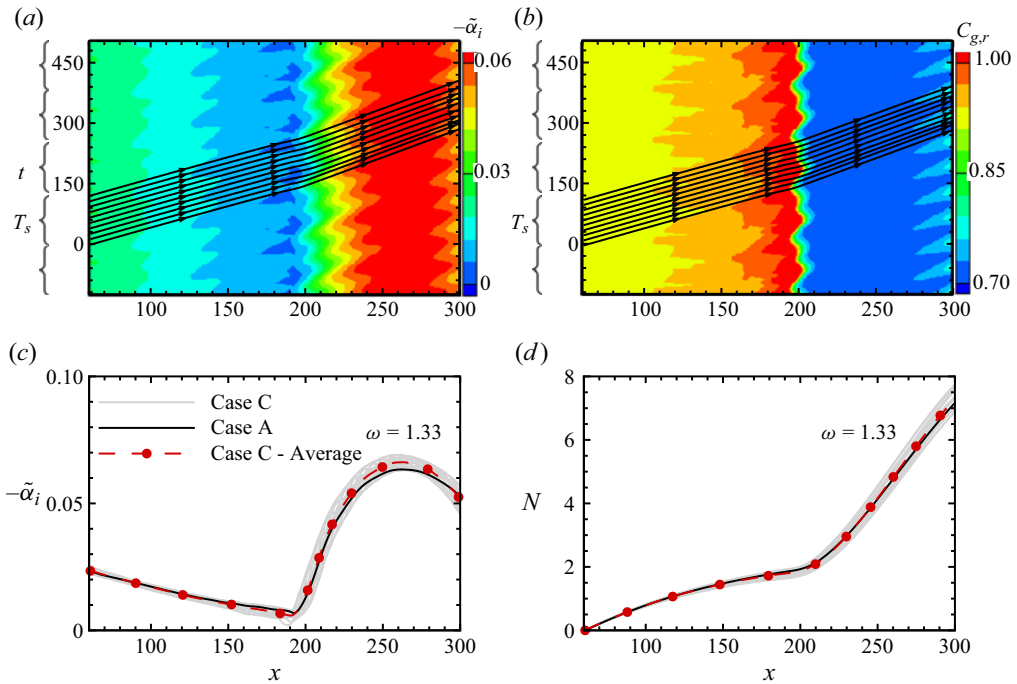 (a)
−α̃i
(b)
Cg,r
450
300
t
150
Ts
0
100
150
200
250
300
0.06
0.03
0
450
300
t
150
Ts
0
100
150
200
250
300
1.00
0.85
0.70
(c)
0.10
0.05
0
−α̃i
Case C
Case A
Case C - Average
ω = 1.33
100
150
200
250
300
x
(d)
8
6
4
2
0
N
ω = 1.33
100
150
200
250
300
x